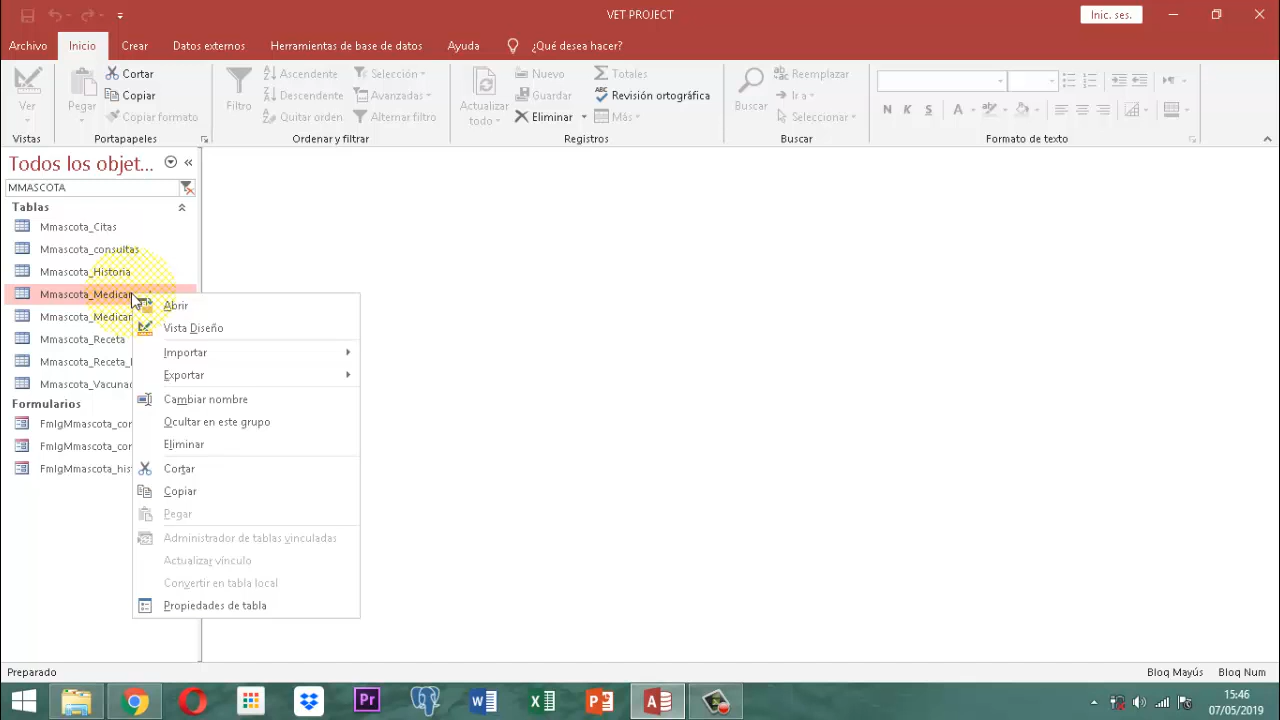 VET PROJECT
Inic. ses.
Archivo Inicio Crear Datos externos Herramientas de base de datos Ayuda ¿Qué desea hacer?
Ver
Pegar
Cortar
Copiar
Copiar formato
Filtro
Ascendente
Descendente
Quitar orden
Selección
Avanzadas
Alternar filtro
Actualizar todo
Nuevo
Guardar
Eliminar
Totales
Revisión ortográfica
Más
Buscar
Reemplazar
Ir a
Seleccionar
N K S A
Vistas Portapapeles Ordenar y filtrar Registros Buscar Formato de texto
Todos los objet...
MMASCOTA
Tablas
Mmascota_Citas
Mmascota_consultas
Mmascota_Historia
Mmascota_Medicar
Mmascota_Medicar
Mmascota_Receta
Mmascota_Receta_
Mmascota_Vacunac
Formularios
FmlgMmascota_cor
FmlgMmascota_cor
FmlgMmascota_his
Abrir
Vista Diseño
Importar
Exportar
Cambiar nombre
Ocultar en este grupo
Eliminar
Cortar
Copiar
Pegar
Administrador de tablas vinculadas
Actualizar vínculo
Convertir en tabla local
Propiedades de tabla
Preparado
Bloq Mayús Bloq Num
Pr
15:46
07/05/2019